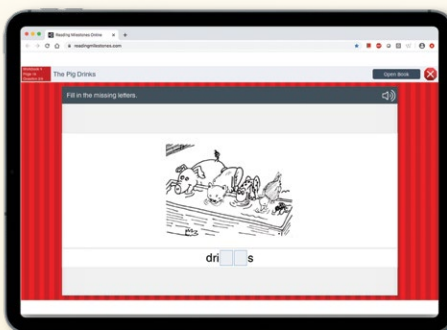 Reading Milestones Online
readingmilestones.com
The Pig Drinks
Open Book
Fill in the missing letters.
dri s